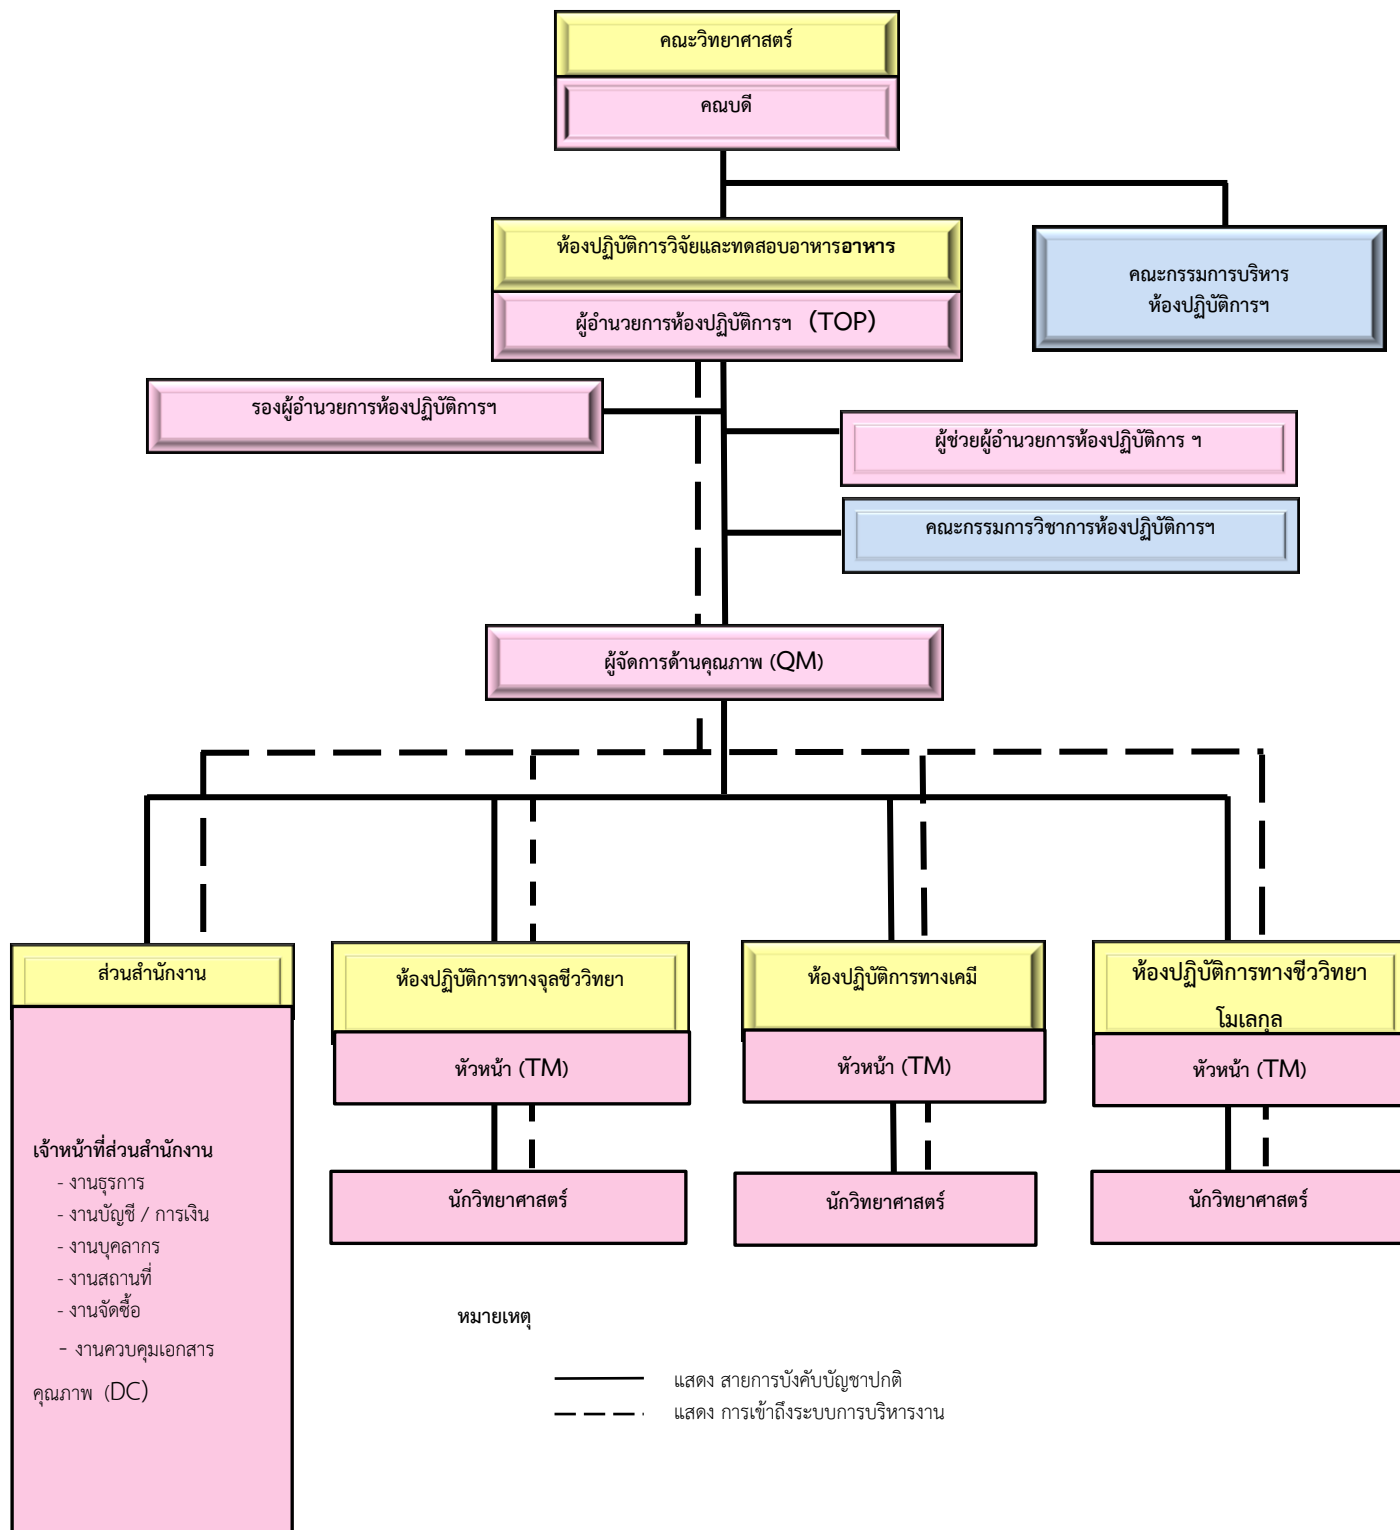 คณะวิทยาศาสตร์
คณบดี
ห้องปฏิบัติการวิจัยและทดสอบอาหารอาหาร
ผู้อำนวยการห้องปฏิบัติการฯ (TOP)
คณะกรรมการบริหาร
ห้องปฏิบัติการฯ
รองผู้อำนวยการห้องปฏิบัติการฯ
ผู้ช่วยผู้อำนวยการห้องปฏิบัติการ ฯ
คณะกรรมการวิชาการห้องปฏิบัติการฯ
ผู้จัดการด้านคุณภาพ (QM)
ส่วนสำนักงาน
เจ้าหน้าที่ส่วนสำนักงาน
- งานธุรการ
- งานบัญชี / การเงิน
- งานบุคลากร
- งานสถานที่
- งานจัดซื้อ
- งานควบคุมเอกสาร
คุณภาพ (DC)
ห้องปฏิบัติการทางจุลชีววิทยา
หัวหน้า (TM)
นักวิทยาศาสตร์
ห้องปฏิบัติการทางเคมี
หัวหน้า (TM)
นักวิทยาศาสตร์
ห้องปฏิบัติการทางชีววิทยา
โมเลกุล
หัวหน้า (TM)
นักวิทยาศาสตร์
หมายเหตุ
แสดง สายการบังคับบัญชาปกติ
แสดง การเข้าถึงระบบการบริหารงาน